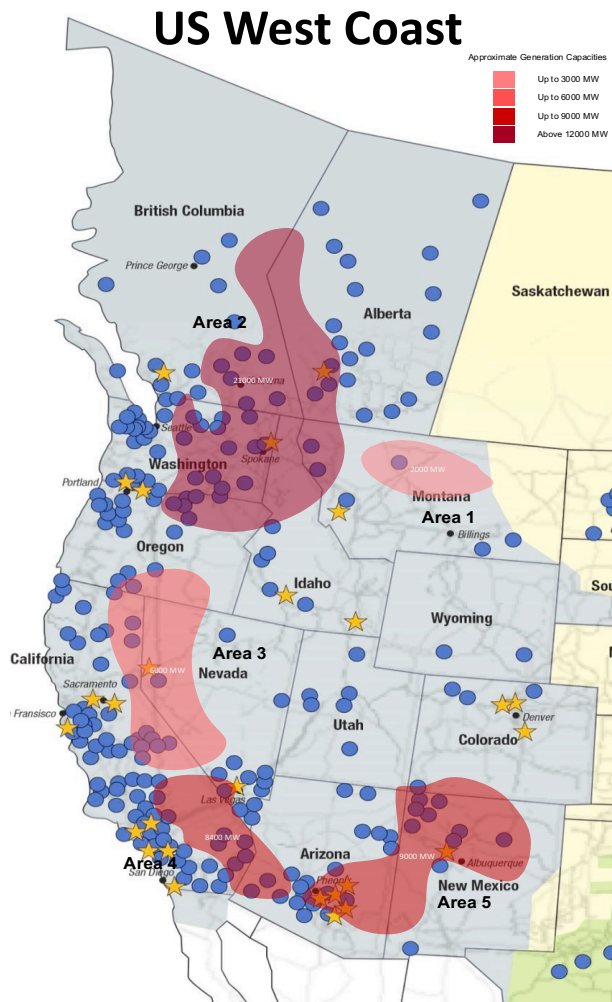 US West Coast
Approximate Generation Capacities
Up to 3000 MW
Up to 6000 MW
Up to 9000 MW
Above 12000 MW
British Columbia
Prince George
Saskatchewan
Alberta
Area 2
21000 MW
Seattle
Washington
Spokane
2000 MW
Portland
Montana
Area 1
Billings
Oregon
Idaho
Sou
Wyoming
California
Area 3
6000 MW
Nevada
Sacramento
Fransisco
Utah
Denver
Colorado
Las Vegas
8400 MW
Arizona
9000 MW
Area 4
Albuquerque
San Diego
New Mexico
Area 5